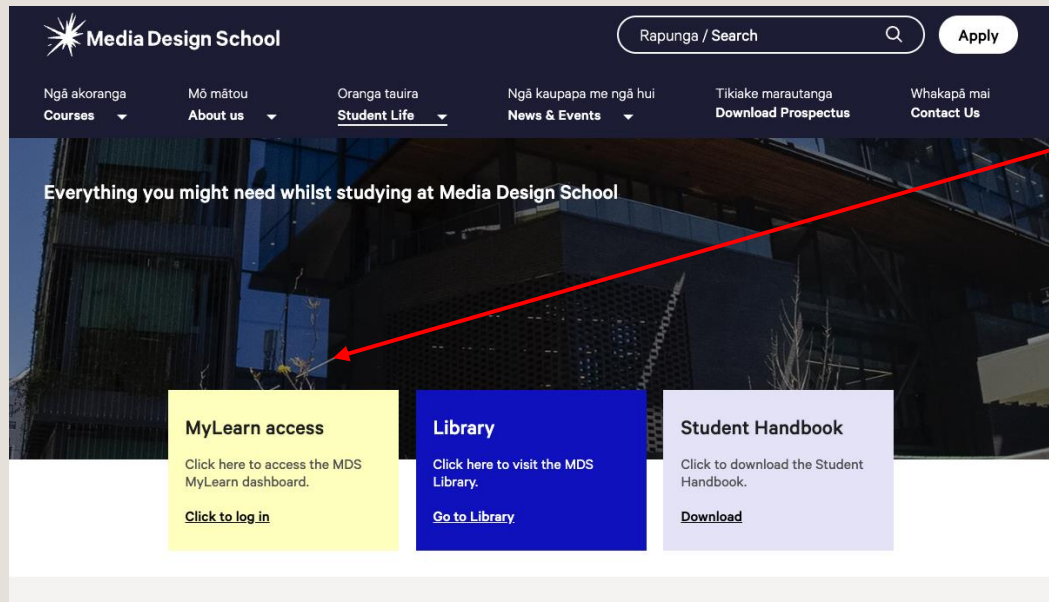 Media Design School
Rapunga / Search
Apply
Ngā akoranga
Courses
Mō mātou
About us
Oranga tauira
Student Life
Ngā kaupapa me ngā hui
News & Events
Tikiake marautanga
Download Prospectus
Whakapā mai
Contact Us
Everything you might need whilst studying at Media Design School
MyLearn access
Click here to access the MDS
MyLearn dashboard.
Click to log in
Library
Click here to visit the MDS
Library.
Go to Library
Student Handbook
Click to download the Student
Handbook.
Download